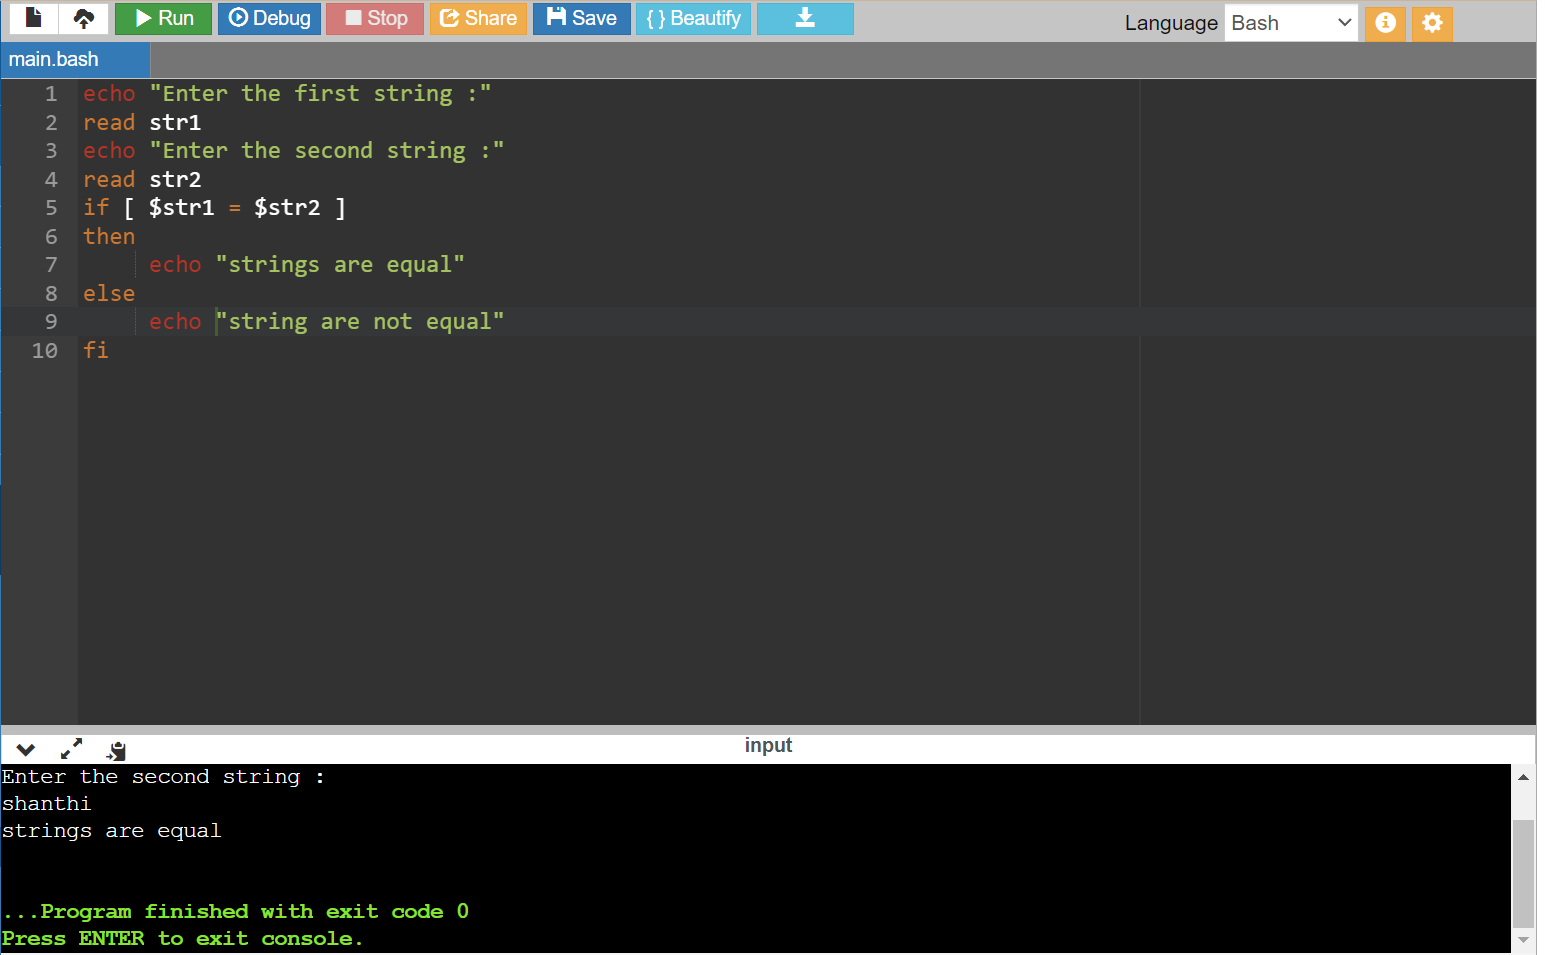 Run Debug Stop Share Save { } Beautify Language Bash
main.bash
1 echo "Enter the first string :"
2 read str1
3 echo "Enter the second string :"
4 read str2
5 if [ $str1 = $str2 ]
6 then
7 echo "strings are equal"
8 else
9 echo "string are not equal"
10 fi
input
Enter the second string :
shanthi
strings are equal
...Program finished with exit code 0
Press ENTER to exit console.